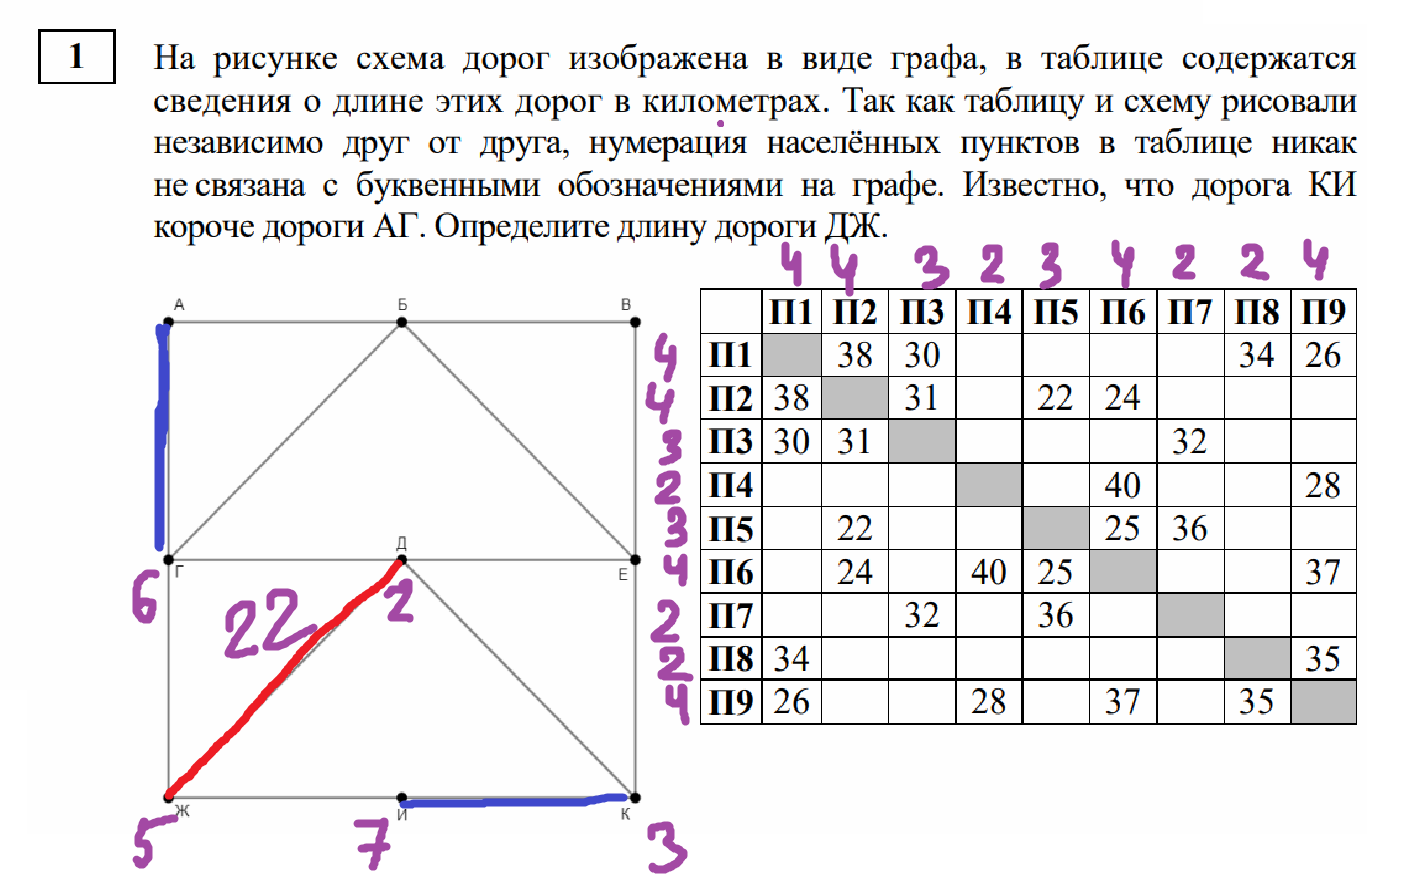 1
На рисунке схема дорог изображена в виде графа, в таблице содержатся
сведения о длине этих дорог в километрах. Так как таблицу и схему рисовали
независимо друг от друга, нумерация населённых пунктов в таблице никак
не связана с буквенными обозначениями на графе. Известно, что дорога КИ
короче дороги АГ. Определите длину дороги ДЖ.
4 4 3 2 3 4 2 2 4
А Б В
П1 П2 П3 П4 П5 П6 П7 П8 П9
4 П1 38 30 34 26
4 П2 38 31 22 24
3 П3 30 31 32
2 П4 40 28
3 П5 22 25 36
4 П6 24 40 25 37
2 П7 32 36
2 П8 34 35
4 П9 26 28 37 35
Г Д Е
6 22 2
Ж И К
5 7 3